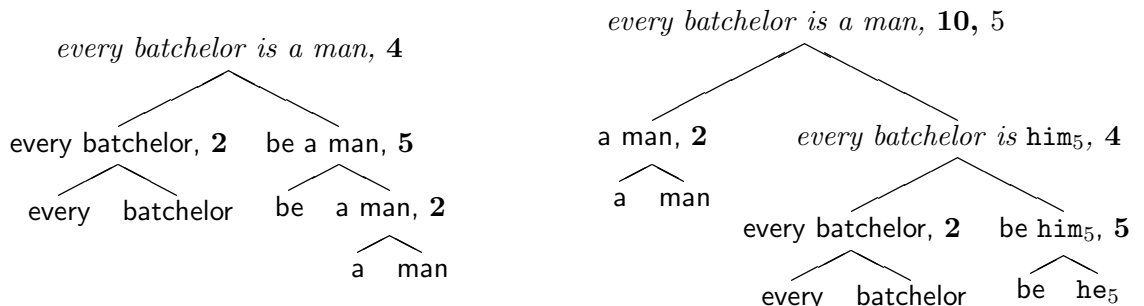 every batchelor is a man, 4
every batchelor, 2 be a man, 5
every batchelor be a man, 2
a man
every batchelor is a man, 10, 5
a man, 2 every batchelor is him5, 4
a man every batchelor, 2 be him5, 5
every batchelor be he5